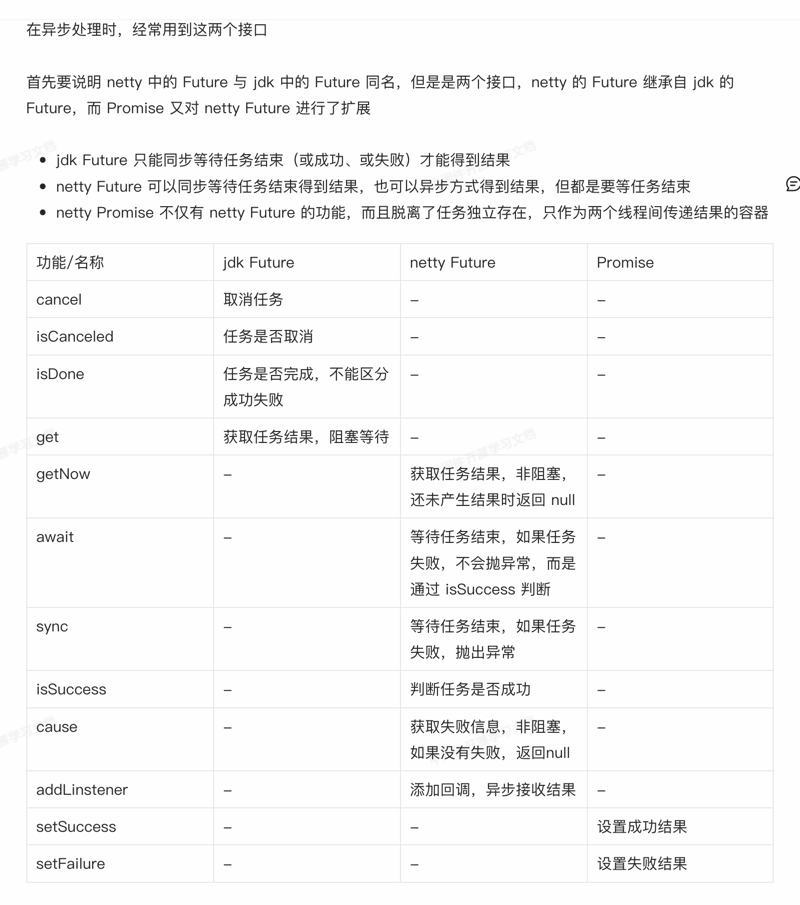 在异步处理时，经常用到这两个接口
首先要说明 netty 中的 Future 与 jdk 中的 Future 同名，但是是两个接口，netty 的 Future 继承自 jdk 的
Future，而 Promise 又对 netty Future 进行了扩展
• jdk Future 只能同步等待任务结束（或成功、或失败）才能得到结果
• netty Future 可以同步等待任务结束得到结果，也可以异步方式得到结果，但都是要等任务结束
• netty Promise 不仅有 netty Future 的功能，而且脱离了任务独立存在，只作为两个线程间传递结果的容器
功能/名称 jdk Future netty Future Promise
cancel 取消任务 – –
isCanceled 任务是否取消 – –
isDone 任务是否完成，不能区分 – –
成功失败
get 获取任务结果，阻塞等待 – –
getNow – 获取任务结果，非阻塞， –
还未产生结果时返回 null
await – 等待任务结束，如果任务 –
失败，不会抛异常，而是
通过 isSuccess 判断
sync – 等待任务结束，如果任务 –
失败，抛出异常
isSuccess – 判断任务是否成功 –
cause – 获取失败信息，非阻塞， –
如果没有失败，返回null
addLinstener – 添加回调，异步接收结果 –
setSuccess – – 设置成功结果
setFailure – – 设置失败结果